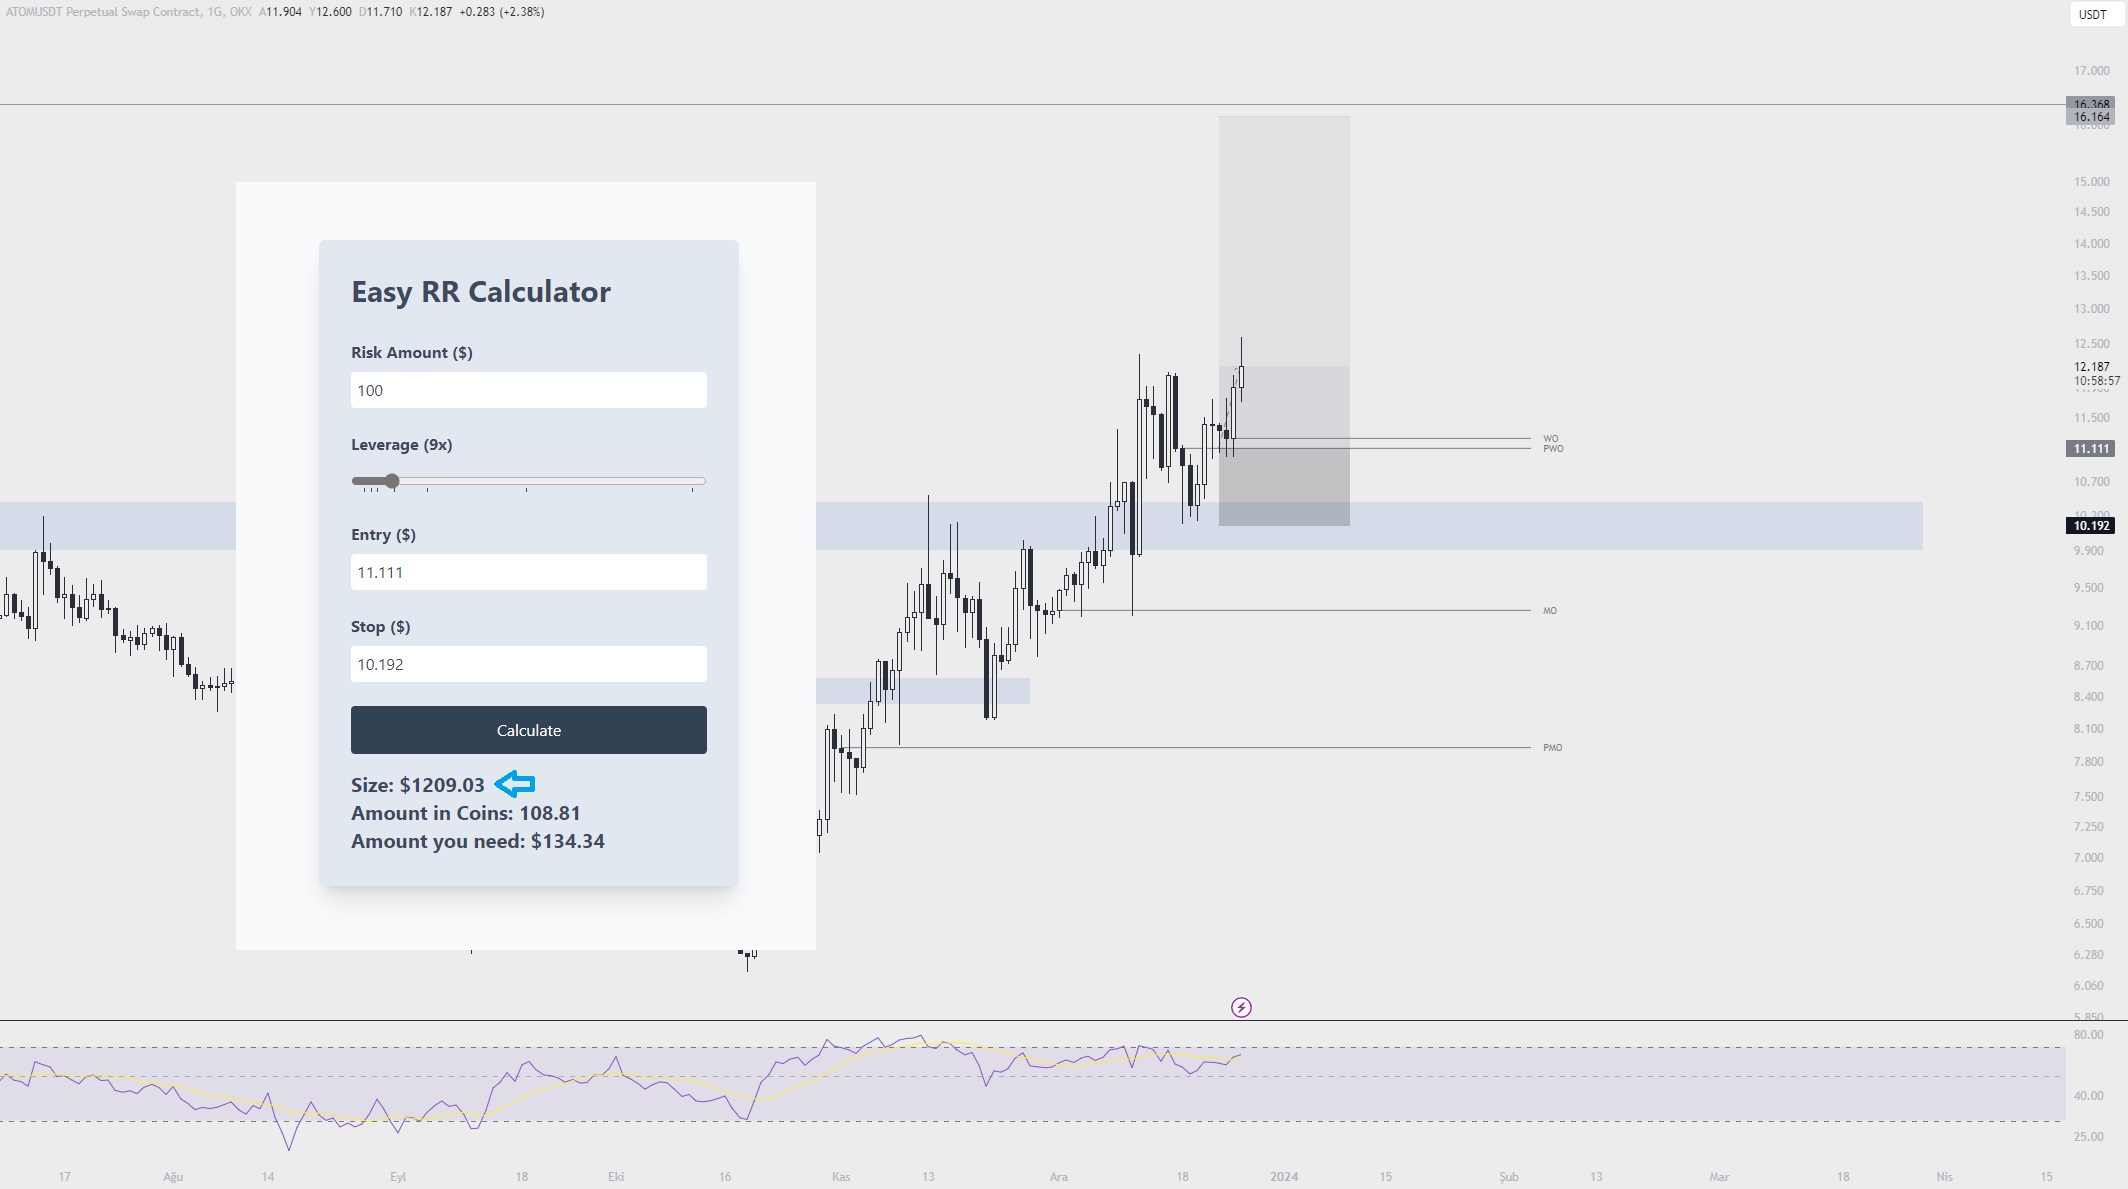 ATOMUSDT Perpetual Swap Contract, 1G, OKX A11.904 Y12.600 D11.710 K12.187 +0.283 (+2.38%)
USDT
17.000
16.368
16.164
15.000
14.500
14.000
13.500
13.000
12.500
12.187
10:58:57
11.500
11.111
10.700
10.192
9.900
9.500
9.100
8.700
8.400
8.100
7.800
7.500
7.250
7.000
6.750
6.500
6.280
6.060
5.850
80.00
40.00
25.00
Easy RR Calculator
Risk Amount ($)
100
Leverage (9x)
Entry ($)
11.111
Stop ($)
10.192
Calculate
Size: $1209.03
Amount in Coins: 108.81
Amount you need: $134.34
WO
PWO
MO
PMO
17 Ağu 14 Eyl 18 Eki 16 Kas 13 Ara 18 2024 15 Şub 13 Mar 18 Nis 15